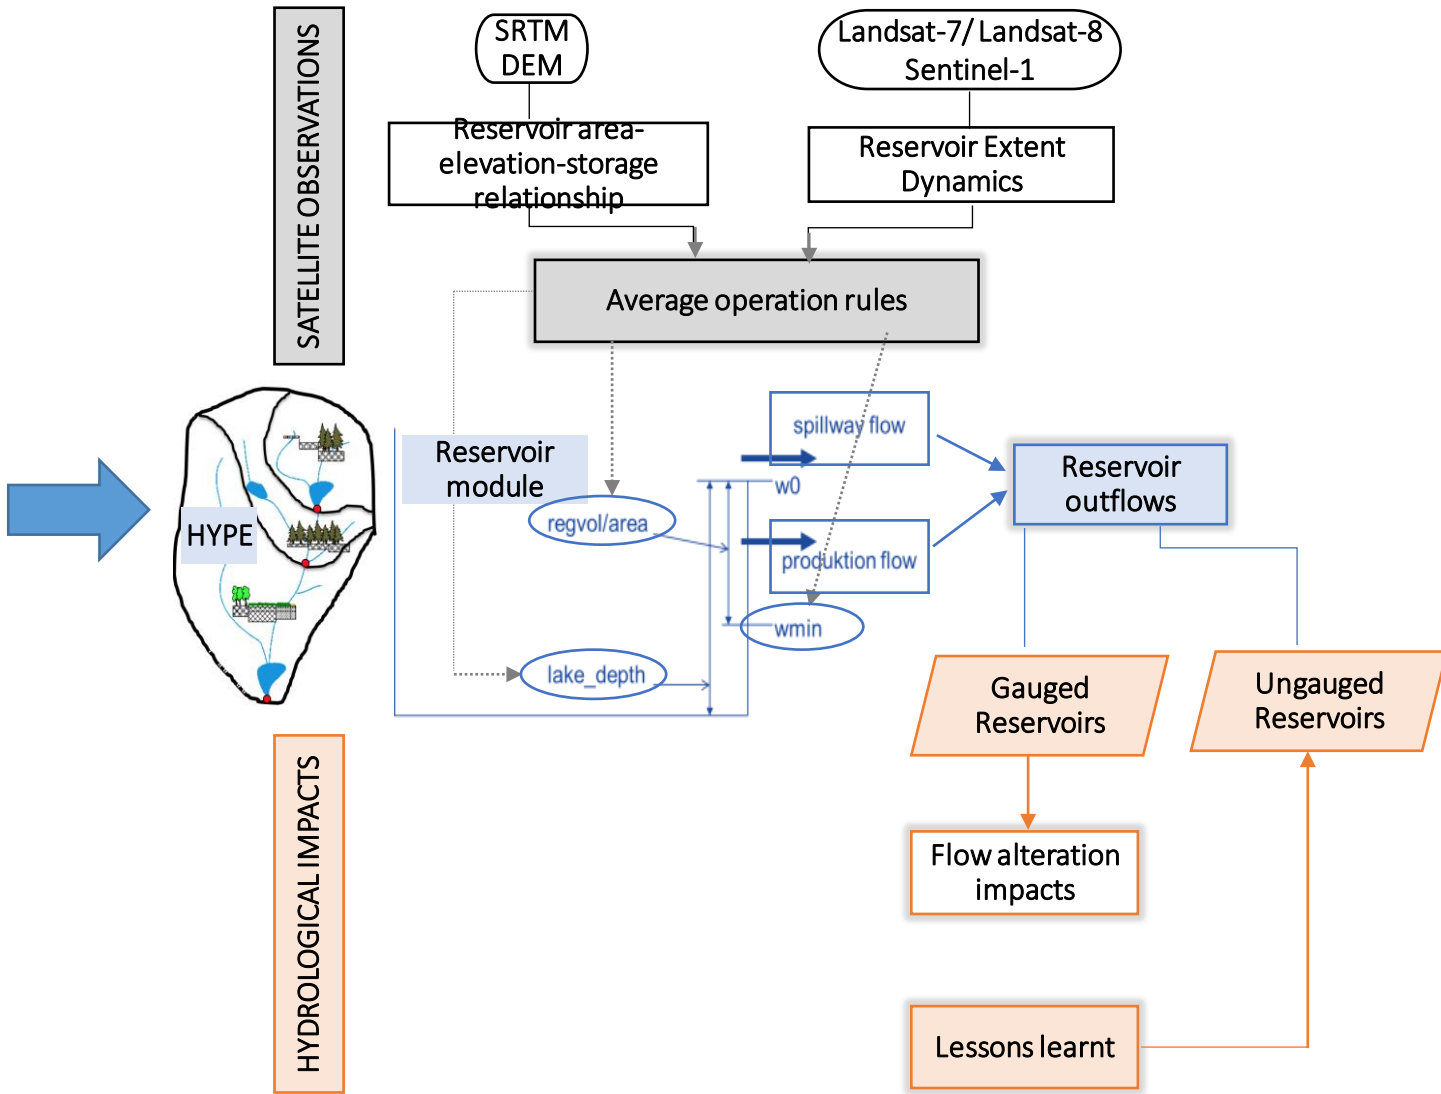 SATELLITE OBSERVATIONS
SRTM
DEM
Landsat-7/ Landsat-8
Sentinel-1
Reservoir area-
elevation-storage
relationship
Reservoir Extent
Dynamics
Average operation rules
HYPE
Reservoir
module
spillway flow
w0
regvol/area
produktion flow
wmin
lake_depth
Reservoir
outflows
Gauged
Reservoirs
Ungauged
Reservoirs
HYDROLOGICAL IMPACTS
Flow alteration
impacts
Lessons learnt